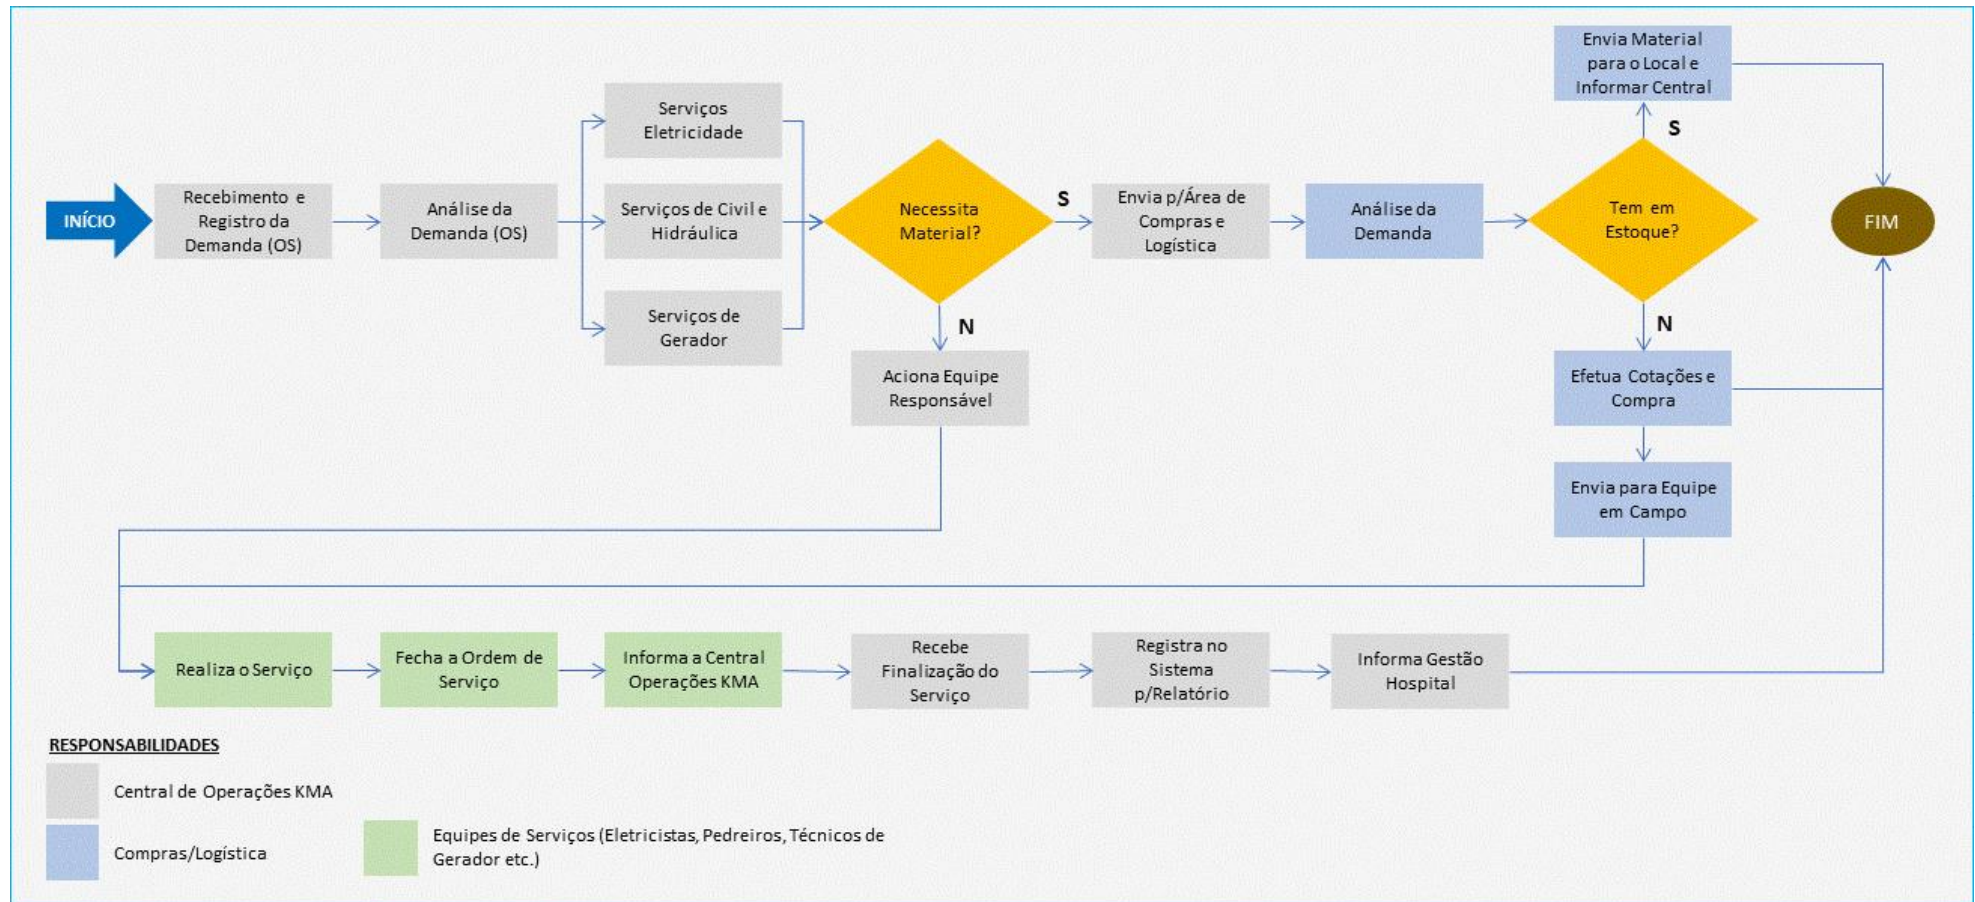 Envia Material
para o Local e
Informar Central
Serviços
Eletricidade
S
INÍCIO
Recebimento e
Registro da
Demanda (OS)
Análise da
Demanda (OS)
Serviços de Civil e
Hidráulica
Necessita
Material?
S
Envia p/Área de
Compras e
Logística
Análise da
Demanda
Tem em
Estoque?
FIM
Serviços de
Gerador
N
N
Aciona Equipe
Responsável
Efetua Cotações e
Compra
Envia para Equipe
em Campo
Realiza o Serviço
Fecha a Ordem de
Serviço
Informa a Central
Operações KMA
Recebe
Finalização do
Serviço
Registra no
Sistema
p/Relatório
Informa Gestão
Hospital
RESPONSABILIDADES
Central de Operações KMA
Compras/Logística
Equipes de Serviços (Eletricistas, Pedreiros, Técnicos de
Gerador etc.)